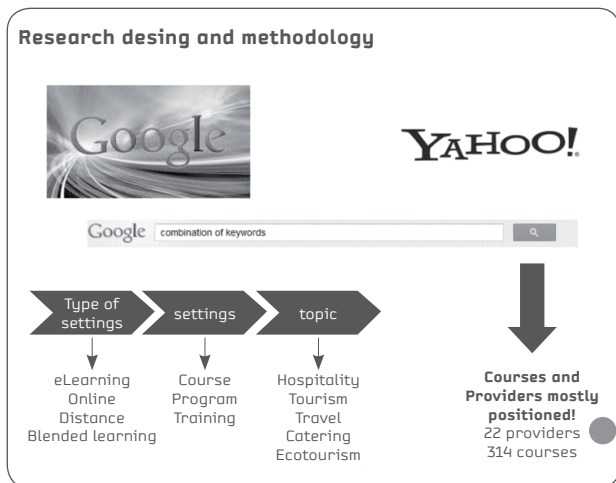 Research desing and methodology
Google
YAHOO!
Google combination of keywords
Type of
settings
settings
topic
eLearning
Online
Distance
Blended learning
Course
Program
Training
Hospitality
Tourism
Travel
Catering
Ecotourism
Courses and
Providers mostly
positioned!
22 providers
314 courses